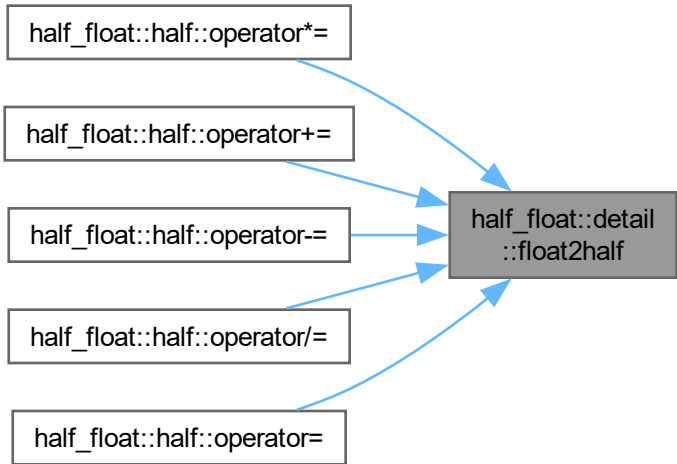 half_float::half::operator*=
half_float::half::operator+=
half_float::half::operator-=
half_float::detail
::float2half
half_float::half::operator/=
half_float::half::operator=